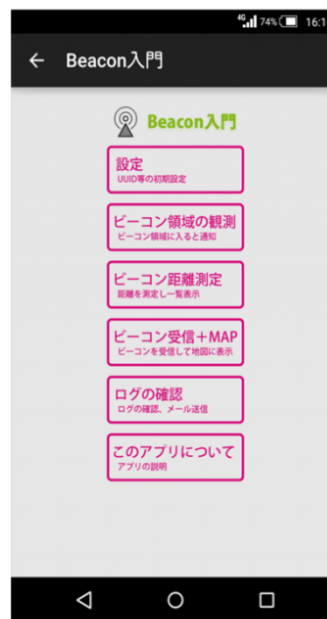 4G 74% 16:1
← Beacon入門
Beacon入門
設定
UUID等の初期設定
ビーコン領域の観測
ビーコン領域に入ると通知
ビーコン距離測定
距離を測定し一覧表示
ビーコン受信+MAP
ビーコンを受信して地図に表示
ログの確認
ログの確認、メール送信
このアプリについて
アプリの説明